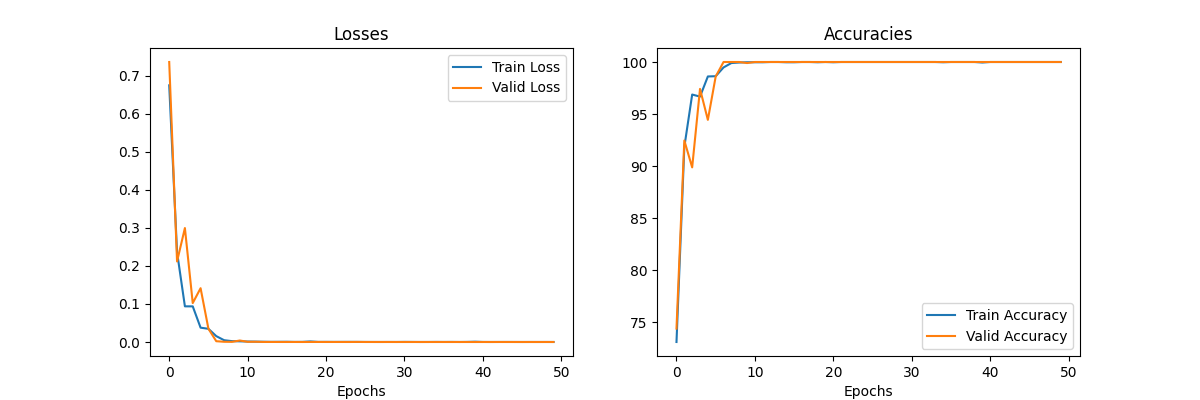 Losses
0.7
0.6
0.5
0.4
0.3
0.2
0.1
0.0
0 10 20 30 40 50
Epochs
Train Loss
Valid Loss
Accuracies
100
95
90
85
80
75
0 10 20 30 40 50
Epochs
Train Accuracy
Valid Accuracy